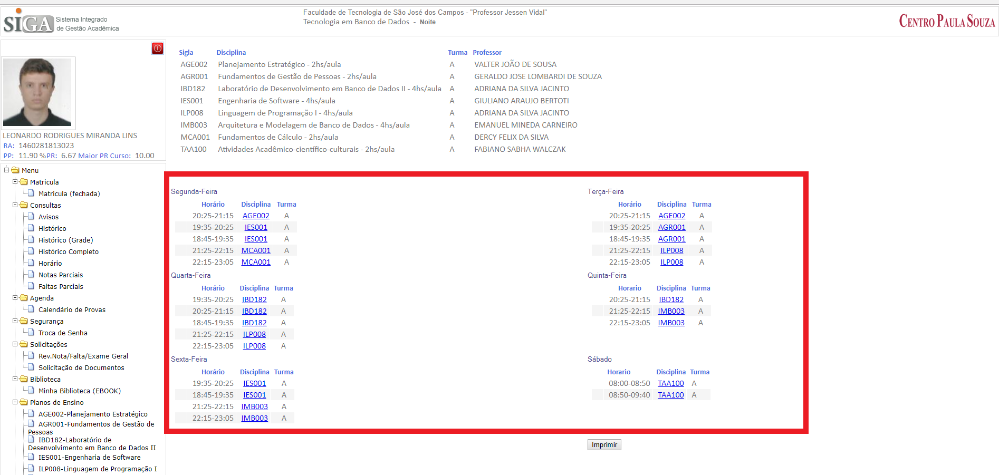 SIGA Sistema Integrado
de Gestão Acadêmica
Faculdade de Tecnologia de São José dos Campos - "Professor Jessen Vidal"
Tecnologia em Banco de Dados - Noite
CENTRO PAULA SOUZA
LEONARDO RODRIGUES MIRANDA LINS
RA: 1460281813023
PP: 11.90 % PR: 6.67 Maior PR Curso: 10.00
Menu
Matricula
Matricula (fechada)
Consultas
Avisos
Histórico
Histórico (Grade)
Histórico Completo
Horário
Notas Parciais
Faltas Parciais
Agenda
Calendário de Provas
Segurança
Troca de Senha
Solicitações
Rev.Nota/Falta/Exame Geral
Solicitação de Documentos
Biblioteca
Minha Biblioteca (EBOOK)
Planos de Ensino
AGE002-Planejamento Estratégico
AGR001-Fundamentos de Gestão de
Pessoas
IBD182-Laboratório de
Desenvolvimento em Banco de Dados II
IES001-Engenharia de Software
ILP008-Linguagem de Programação I
Sigla Disciplina Turma Professor
AGE002 Planejamento Estratégico - 2hs/aula A VALTER JOÃO DE SOUSA
AGR001 Fundamentos de Gestão de Pessoas - 2hs/aula A GERALDO JOSE LOMBARDI DE SOUZA
IBD182 Laboratório de Desenvolvimento em Banco de Dados II - 4hs/aula A ADRIANA DA SILVA JACINTO
IES001 Engenharia de Software - 4hs/aula A GIULIANO ARAUJO BERTOTI
ILP008 Linguagem de Programação I - 4hs/aula A ADRIANA DA SILVA JACINTO
IMB003 Arquitetura e Modelagem de Banco de Dados - 4hs/aula A EMANUEL MINEDA CARNEIRO
MCA001 Fundamentos de Cálculo - 2hs/aula A DERCY FELIX DA SILVA
TAA100 Atividades Acadêmico-científico-culturais - 2hs/aula A FABIANO SABHA WALCZAK
Segunda-Feira
Horário Disciplina Turma
20:25-21:15 AGE002 A
19:35-20:25 IES001 A
18:45-19:35 IES001 A
21:25-22:15 MCA001 A
22:15-23:05 MCA001 A
Terça-Feira
Horário Disciplina Turma
20:25-21:15 AGE002 A
19:35-20:25 AGR001 A
18:45-19:35 AGR001 A
21:25-22:15 ILP008 A
22:15-23:05 ILP008 A
Quarta-Feira
Horário Disciplina Turma
19:35-20:25 IBD182 A
20:25-21:15 IBD182 A
18:45-19:35 IBD182 A
21:25-22:15 ILP008 A
22:15-23:05 ILP008 A
Quinta-Feira
Horario Disciplina Turma
20:25-21:15 IBD182 A
21:25-22:15 IMB003 A
22:15-23:05 IMB003 A
Sexta-Feira
Horário Disciplina Turma
19:35-20:25 IES001 A
18:45-19:35 IES001 A
21:25-22:15 IMB003 A
22:15-23:05 IMB003 A
Sábado
Horario Disciplina Turma
08:00-08:50 TAA100 A
08:50-09:40 TAA100 A
Imprimir